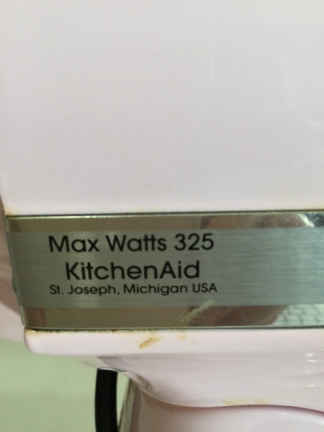 Max Watts 325
KitchenAid
St. Joseph, Michigan USA